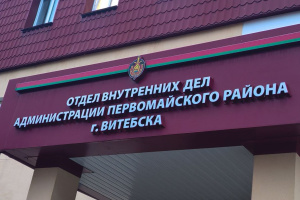 ОТДЕЛ ВНУТРЕННИХ ДЕЛ
АДМИНИСТРАЦИИ ПЕРВОМАЙСКОГО РАЙОНА
г. ВИТЕБСКА